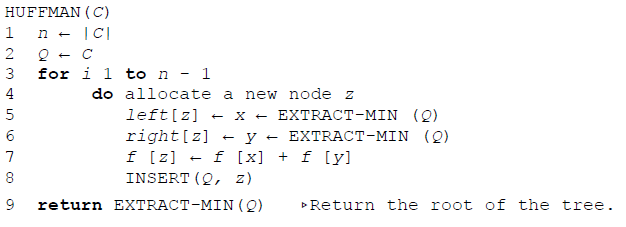 HUFFMAN(C)
1 n ← |C|
2 Q ← C
3 for i 1 to n - 1
4 do allocate a new node z
5 left[z] ← x ← EXTRACT-MIN (Q)
6 right[z] ← y ← EXTRACT-MIN (Q)
7 f [z] ← f [x] + f [y]
8 INSERT(Q, z)
9 return EXTRACT-MIN(Q) ▹Return the root of the tree.